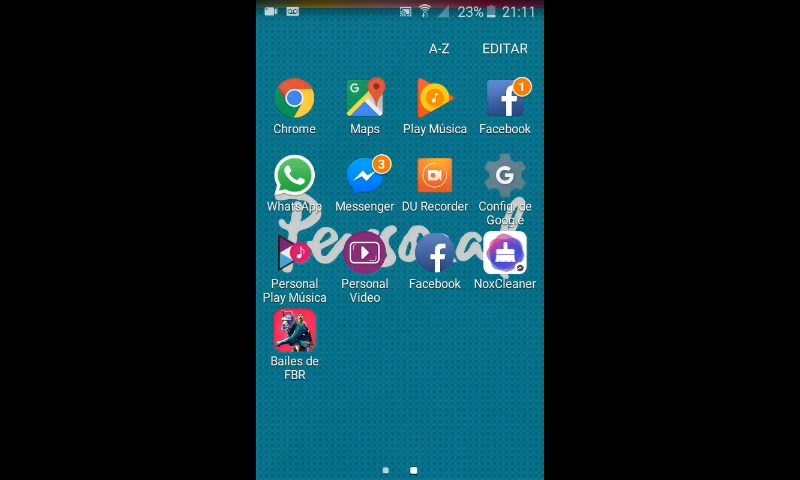 23% 21:11
A-Z EDITAR
1
Chrome Maps Play Música Facebook
3
WhatsApp Messenger DU Recorder Config. de
Google
Personal
Personal Personal Facebook NoxCleaner
Play Música Video
Bailes de
FBR